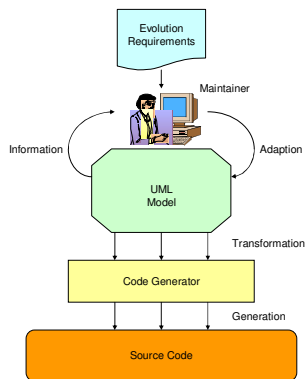 Evolution
Requirements
Maintainer
Information
Adaption
UML
Model
Transformation
Code Generator
Generation
Source Code